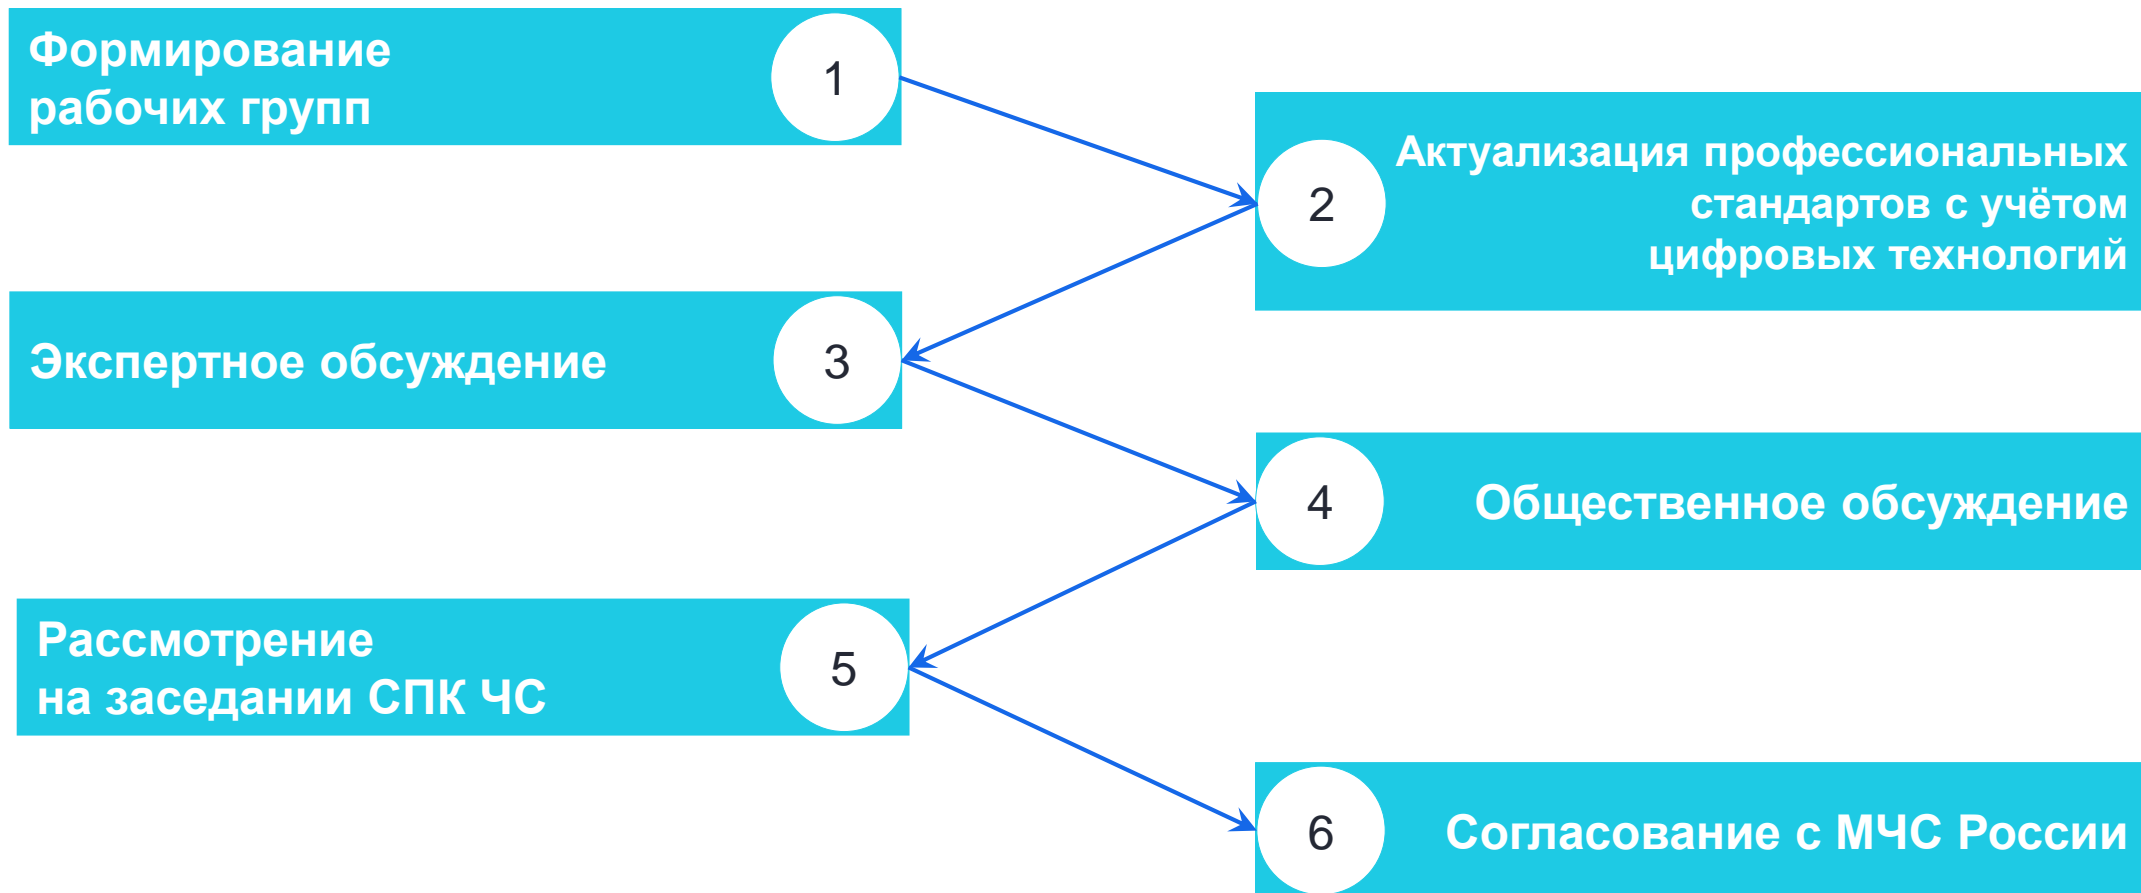 Формирование
рабочих групп
1
2
Актуализация профессиональных
стандартов с учётом
цифровых технологий
Экспертное обсуждение
3
4
Общественное обсуждение
Рассмотрение
на заседании СПК ЧС
5
6
Согласование с МЧС России